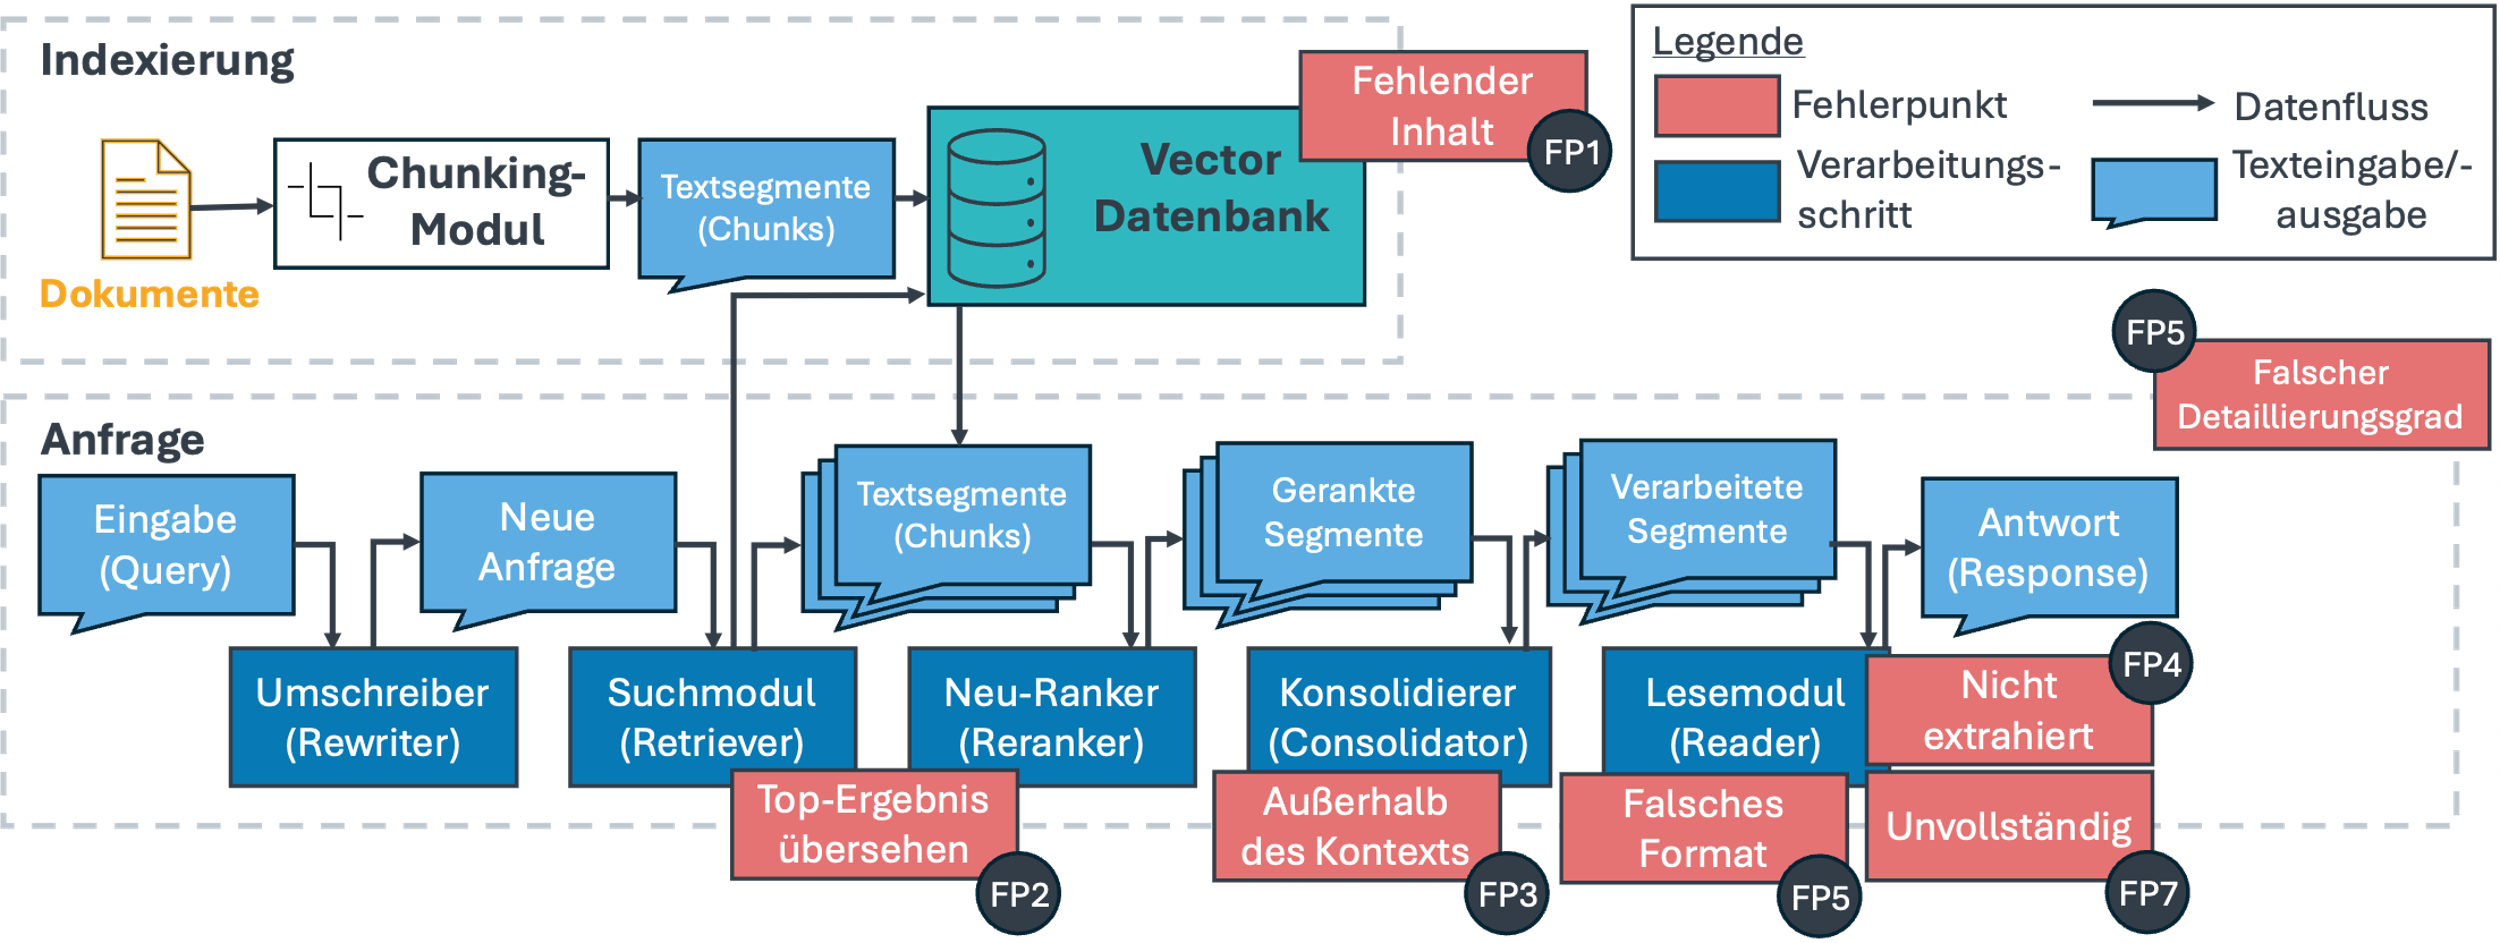 Indexierung
Dokumente
Chunking-
Modul
Textsegmente
(Chunks)
Vector
Datenbank
Fehlender
Inhalt
FP1
Legende
Fehlerpunkt
Verarbeitungs-
schritt
Datenfluss
Texteingabe/-
ausgabe
FP5
Falscher
Detaillierungsgrad
Anfrage
Eingabe
(Query)
Neue
Anfrage
Textsegmente
(Chunks)
Gerankte
Segmente
Verarbeitete
Segmente
Antwort
(Response)
Umschreiber
(Rewriter)
Suchmodul
(Retriever)
Neu-Ranker
(Reranker)
Konsolidierer
(Consolidator)
Lesemodul
(Reader)
Nicht
extrahiert
FP4
Top-Ergebnis
übersehen
FP2
Außerhalb
des Kontexts
FP3
Falsches
Format
FP5
Unvollständig
FP7